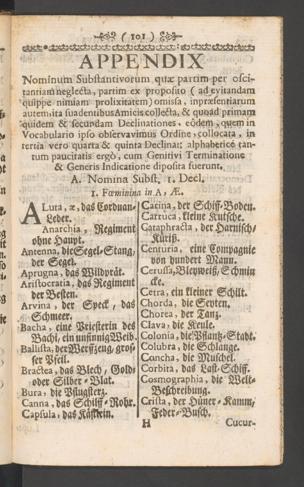 ( 101 )
APPENDIX
Nominum Substantivorum quæ partim per osci-
tantiam neglecta, partim ex proposito ( ad evitandam
quippe nimiam prolixitatem) omissa, inpræsentiarum
autem ita suadentibus Amicis collecta, & quoad primam
quidem & secundam Declinationes, eôdem, quem in
Vocabulario ipso observavimus Ordine, collocata, in
tertia vero quarta & quinta Declinat; alphabeticè tan-
tum paucitatis ergò, cum Genitivi Terminatione
& Generis Indicatione diposita fuerunt.
A. Nomina Subst; 1. Decl.
1. Fœminina in A, Æ.
ALuta, æ, das Corduan-
Leder.
Anarchia, Regiment
ohne Haupt.
Antenna, die Segel-Stang,
der Segel.
Aprugna, das Wildprät.
Aristocratia, das Regiment
der Besten.
Arvina, der Speck, das
Schmeer.
Bacha, eine Priesterin des
Bachi, ein unsinnig Weib.
Ballista, der Werffzeug, gros-
ser Pfeil.
Bractea, das Blech, Gold-
oder Silber-Blat.
Bura, die Pflugsterz.
Canna, das Schilff-Rohr.
Capsula, das Kästlein.
Carina, der Schiff-Boden.
Carruca, kleine Kutsche.
Cataphracta, der Harnisch,
Küriß.
Centuria, eine Compagnie
von hundert Mann.
Cerussa, Bleyweiß, Schmin
cke.
Cetra, ein kleiner Schilt.
Chorda, die Seyten.
Chorea, der Tanz.
Clava, die Keule.
Colonia, die Pflantz-Stadt.
Colubra, die Schlange.
Concha, die Muschel.
Corbita, das Last-Schiff.
Cosmographia, die Welt-
Beschreibung.
Crista, der Hüner-Kamm,
Feder-Busch.
H Cucur-